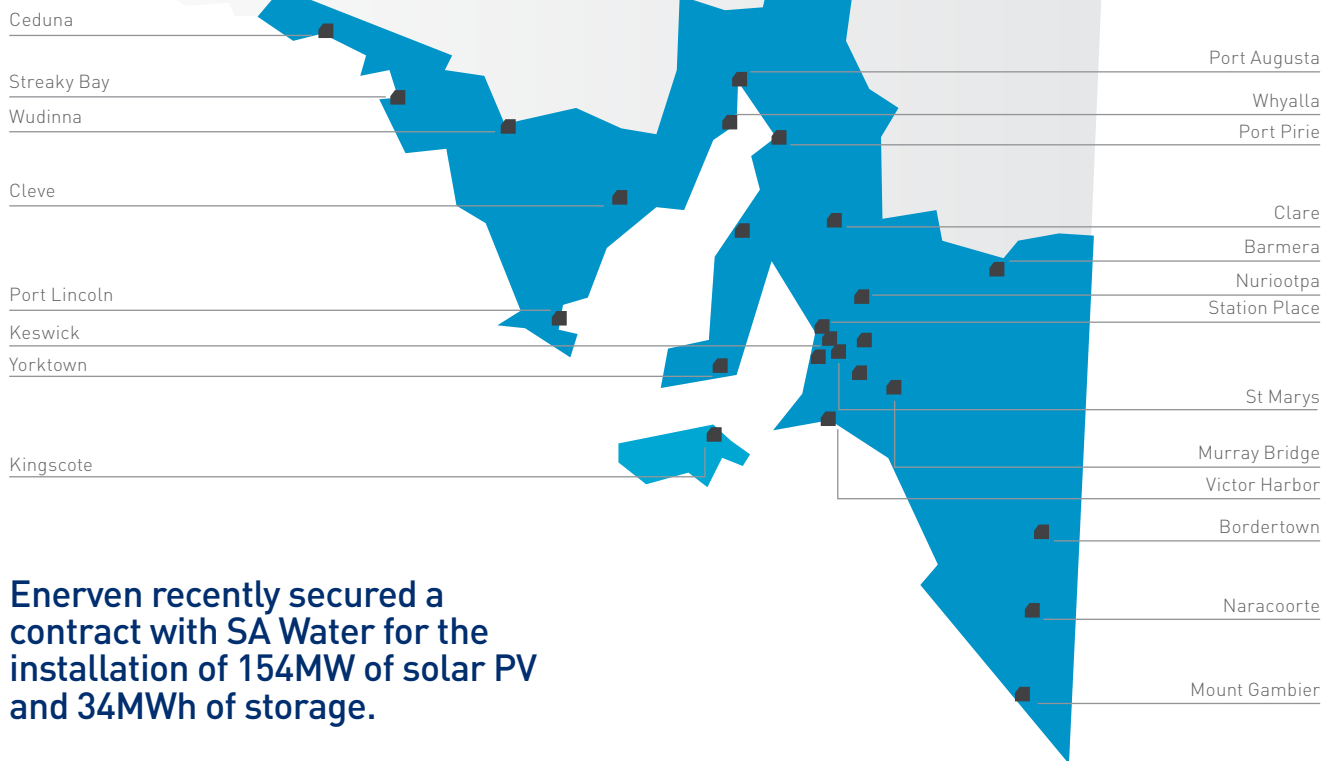 Ceduna
Streaky Bay
Wudinna
Cleve
Port Lincoln
Keswick
Yorktown
Kingscote
Port Augusta
Whyalla
Port Pirie
Clare
Barmera
Nuriootpa
Station Place
St Marys
Murray Bridge
Victor Harbor
Bordertown
Naracoorte
Mount Gambier
Enerven recently secured a
contract with SA Water for the
installation of 154MW of solar PV
and 34MWh of storage.